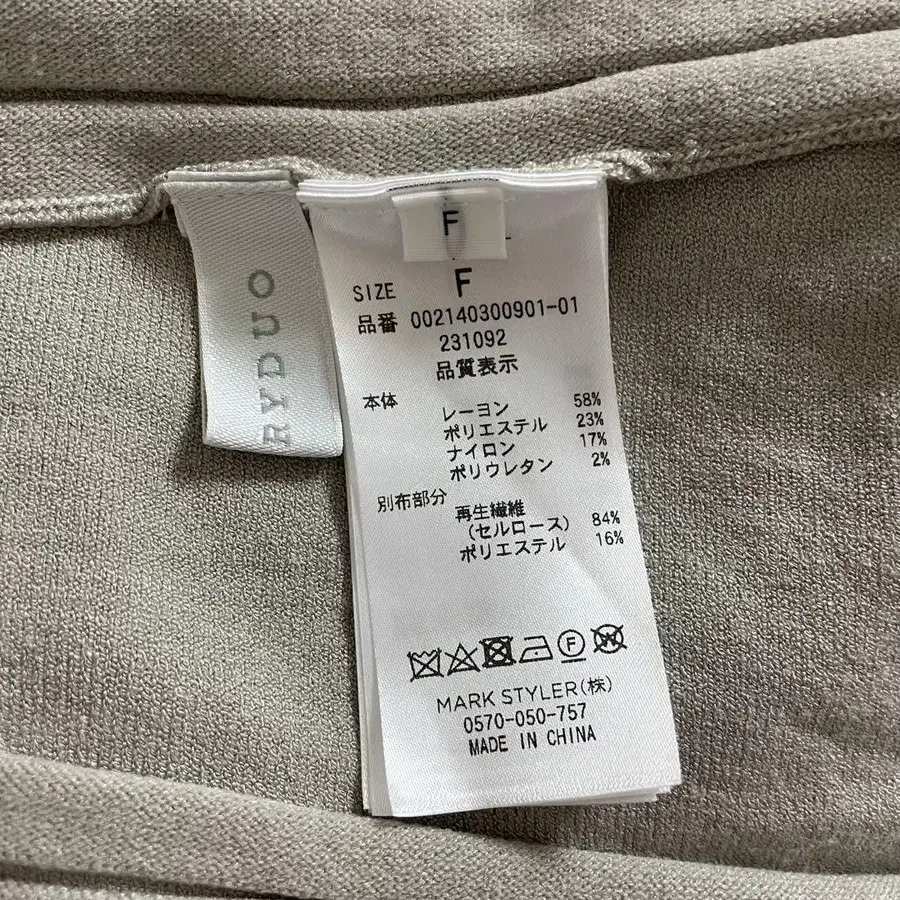 RYDUO
F
SIZE F
品番 002140300901-01
231092
品質表示
本体
レーヨン 58%
ポリエステル 23%
ナイロン 17%
ポリウレタン 2%
別布部分
再生繊維
(セルロース) 84%
ポリエステル 16%
F W
MARK STYLER(株)
0570-050-757
MADE IN CHINA